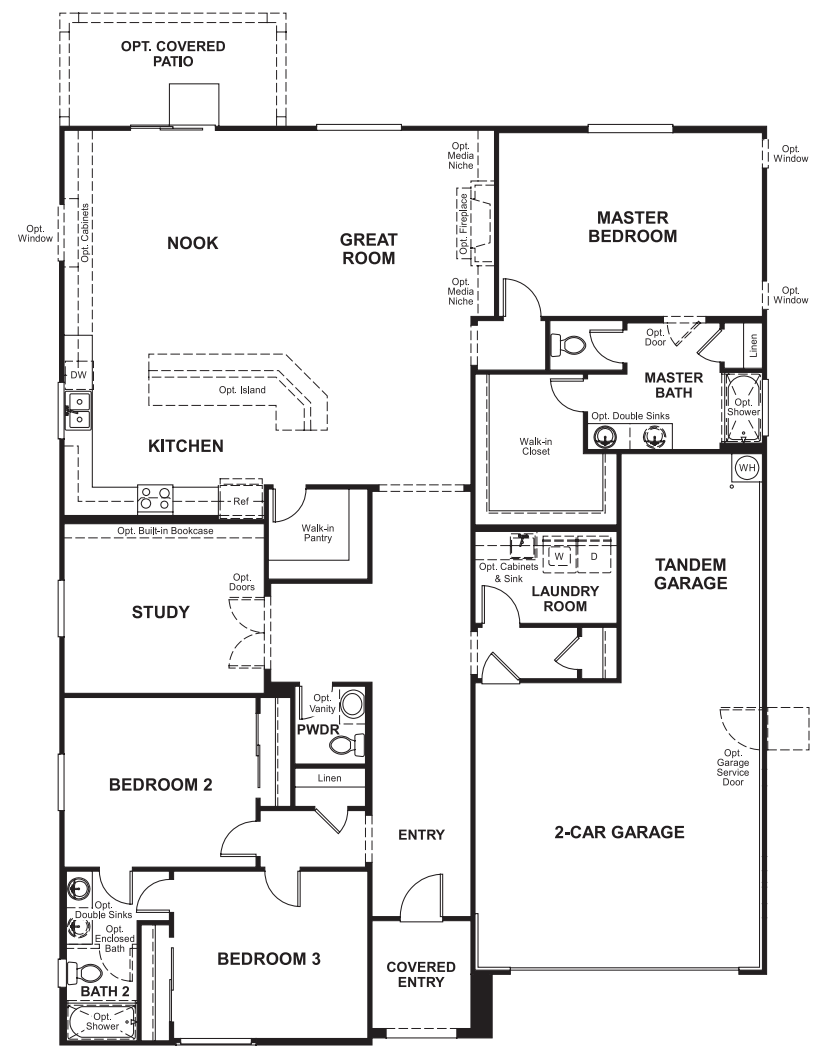 OPT. COVERED
PATIO
Opt.
Media
Niche
Opt.
Window
Opt. Cabinets
Opt.
Window
NOOK
GREAT
ROOM
Opt. Fireplace
MASTER
BEDROOM
Opt.
Media
Niche
Opt.
Window
Opt.
Door
Linen
DW
Opt. Island
MASTER
BATH
Opt.
Shower
Opt. Double Sinks
KITCHEN
Walk-in
Closet
WH
Ref
Walk-in
Pantry
Opt. Built-in Bookcase
Opt.
Doors
STUDY
W
D
Opt. Cabinets
& Sink
LAUNDRY
ROOM
TANDEM
GARAGE
Opt.
Vanity
PWDR
Opt.
Garage
Service
Door
Linen
BEDROOM 2
ENTRY
2-CAR GARAGE
Opt.
Double Sinks
Opt.
Enclosed
Bath
BATH 2
Opt.
Shower
BEDROOM 3
COVERED
ENTRY